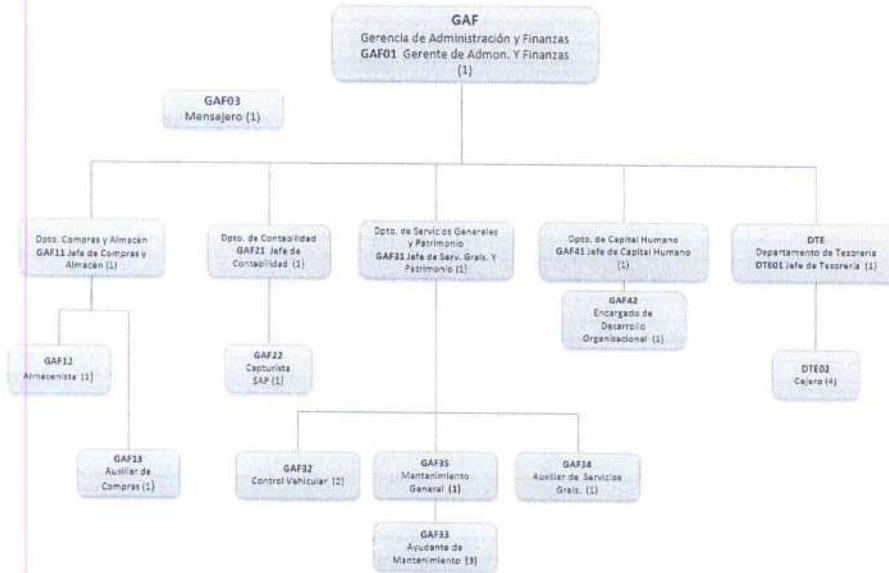 GAF
Gerencia de Administración y Finanzas
GAF01 Gerente de Admon. Y Finanzas
(1)
GAF03
Mensajero (1)
Dpto. Compras y Almacén
GAF11 Jefe de Compras y
Almacén (1)
Dpto. de Contabilidad
GAF21 Jefe de
Contabilidad (1)
Dpto. de Servicios Generales
y Patrimonio
GAF31 Jefe de Serv. Grals. Y
Patrimonio (1)
Dpto. de Capital Humano
GAF41 Jefe de Capital Humano
(1)
DTE
Departamento de Tesoreria
DTE01 Jefe de Tesoreria (1)
GAF12
Almacenista (1)
GAF22
Capturista
SAP (1)
GAF42
Encargado de
Desarrollo
Organizacional (1)
DTE02
Cajero (4)
GAF13
Auxiliar de
Compras (1)
GAF32
Control Vehicular (2)
GAF35
Mantenimiento
General (1)
GAF34
Auxiliar de Servicios
Grals. (1)
GAF33
Ayudante de
Mantenimiento (3)